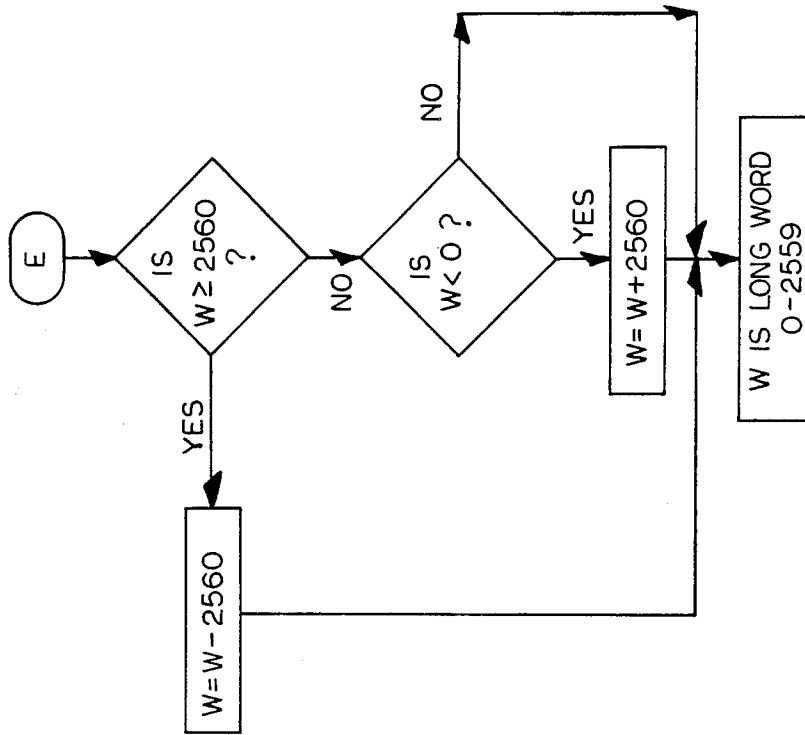 E
IS
W ≥ 2560
?
YES
NO
W=W-2560
IS
W < 0 ?
NO
YES
W=W+2560
W IS LONG WORD
0-2559